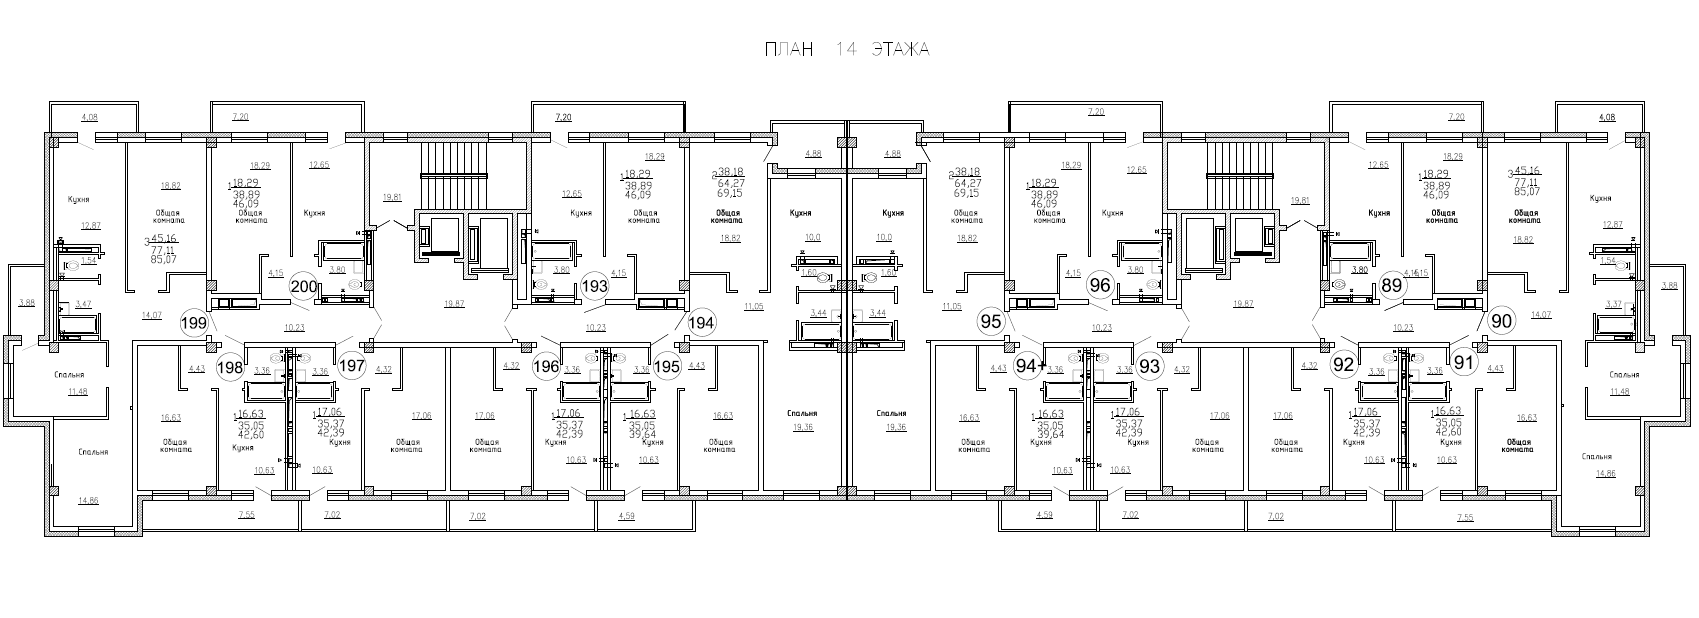 ПЛАН 14 ЭТАЖА
4,08 7,20 7,20 7,20 7,20 4,08
18,29 12,65 18,29 4,88 4,88 18,29 12,65 12,65 18,29
18,82 1 18.29 38,89 46,09 19,81 12,65 1 18.29 38,89 46,09 2 38,18 64,27 69,15 2 38,18 64,27 69,15 1 18.29 38,89 46,09 19,81 1 18.29 38,89 46,09 3 45,16 77,11 85,07
Кухня Общая комната Общая комната Кухня Кухня Общая комната Общая комната Кухня Кухня Общая комната Общая комната Кухня Кухня Общая комната Общая комната Кухня
12,87 18,82 10,0 10,0 18,82 18,82 12,87
3 45,16 77,11 85,07
1,54 4,15 3,80 3,80 4,15 1,60 1,60 4,15 3,80 3,80 4,15 4,15 1,54
200 193 96 89
3,88 3,47 14,07 19,87 11,05 3,44 3,44 11,05 19,87 14,07 3,37 3,88
199 10,23 10,23 194 95 10,23 10,23 90
198 197 196 195 94+ 93 92 91
Спальня 4,43 3,36 3,36 4,32 4,32 3,36 3,36 4,43 4,43 3,36 3,36 4,32 4,32 3,36 3,36 4,43 Спальня
11,48 11,48
16,63 1 16,63 35,05 42,60 1 17,06 35,37 42,39 17,06 17,06 1 17,06 35,37 42,39 1 16,63 35,05 39,64 16,63 Спальня 19,36 Спальня 19,36 16,63 1 16,63 35,05 39,64 1 17,06 35,37 42,39 17,06 17,06 1 17,06 35,37 42,39 1 16,63 35,05 42,60 16,63
Спальня Общая комната Кухня Кухня Общая комната Общая комната Кухня Кухня Общая комната Общая комната Кухня Кухня Общая комната Общая комната Кухня Кухня Общая комната Спальня
14,86 10,63 10,63 10,63 10,63 10,63 10,63 10,63 10,63 14,86
7,55 7,02 7,02 4,59 4,59 7,02 7,02 7,55